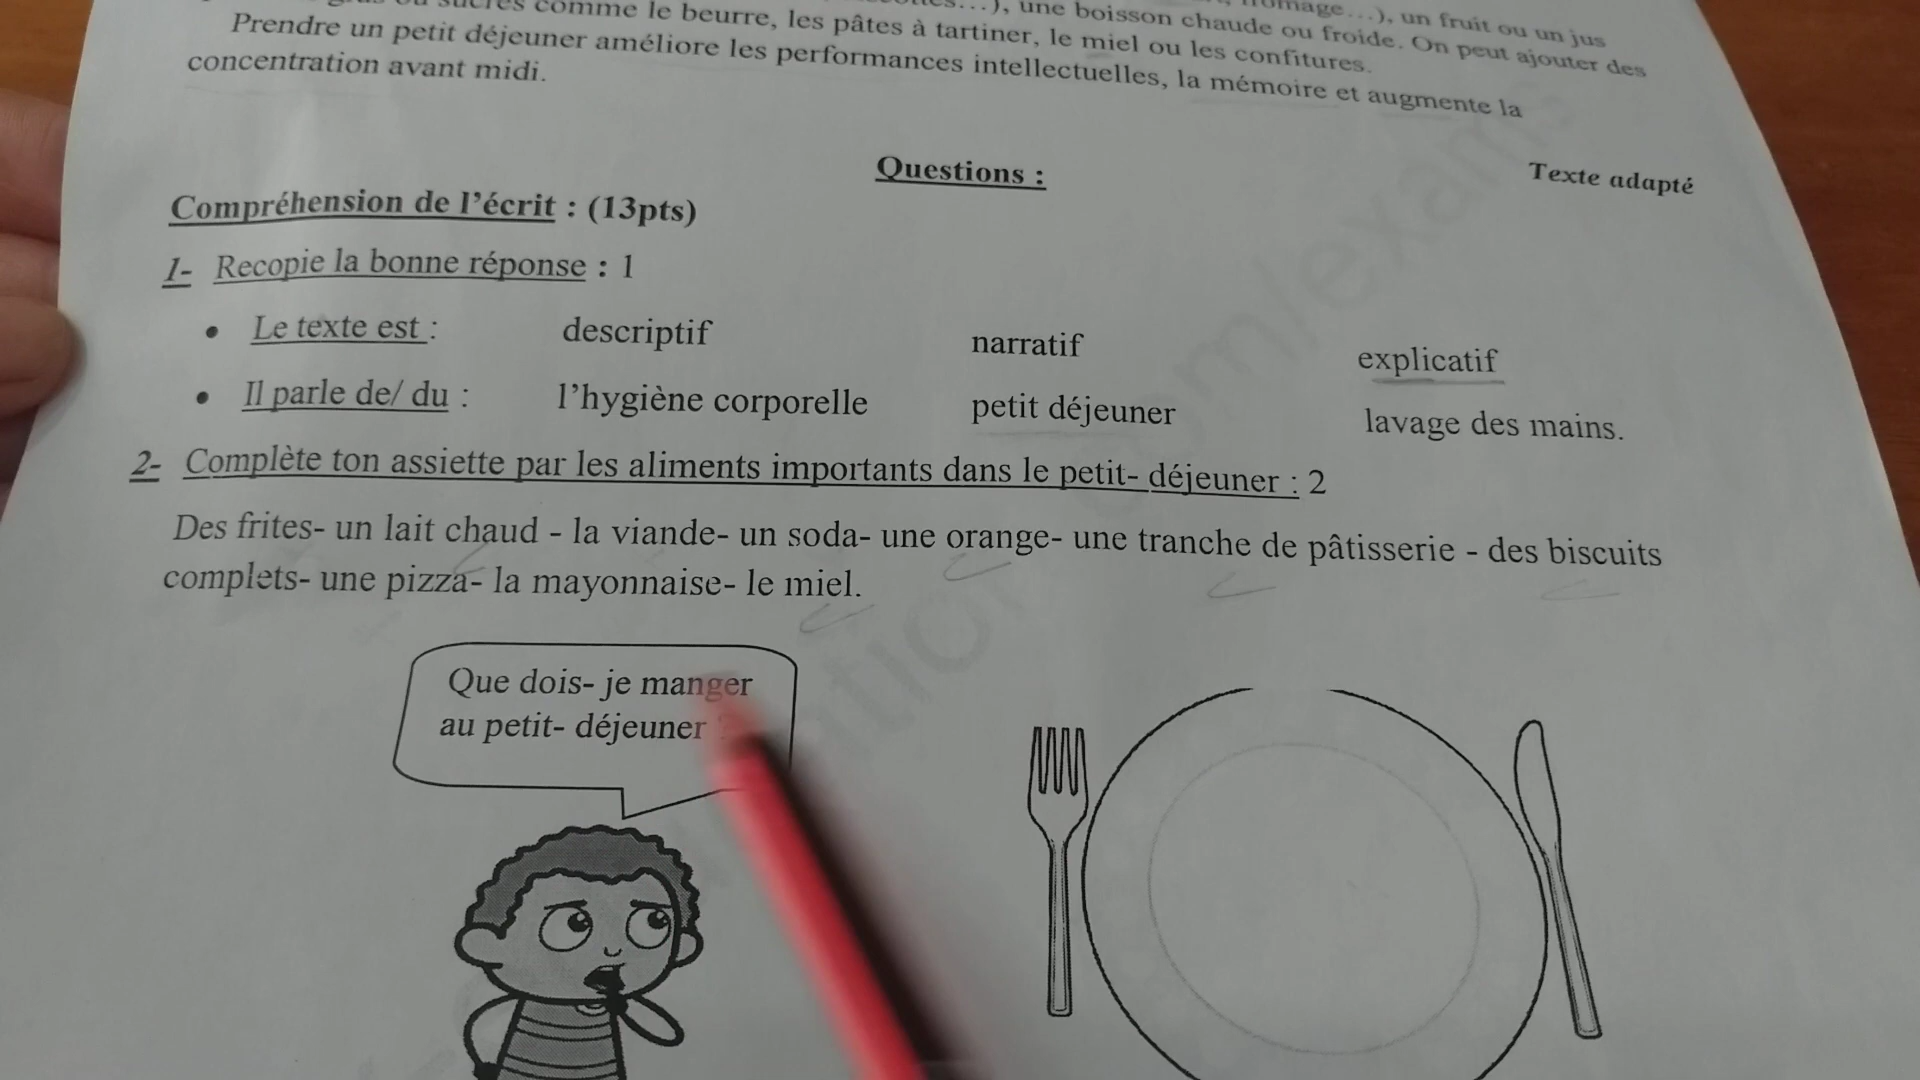 gras ou sucrés comme le beurre, les pâtes à tartiner, le miel ou les confitures.
...), une boisson chaude ou froide. On peut ajouter des
fromage...), un fruit ou un jus
Prendre un petit déjeuner améliore les performances intellectuelles, la mémoire et augmente la
concentration avant midi.
Texte adapté
Questions :
Compréhension de l'écrit : (13pts)
1- Recopie la bonne réponse : 1
• Le texte est : descriptif narratif explicatif
• Il parle de/ du : l'hygiène corporelle petit déjeuner lavage des mains.
2- Complète ton assiette par les aliments importants dans le petit- déjeuner : 2
Des frites- un lait chaud - la viande- un soda- une orange- une tranche de pâtisserie - des biscuits
complets- une pizza- la mayonnaise- le miel.
Que dois- je manger
au petit- déjeuner